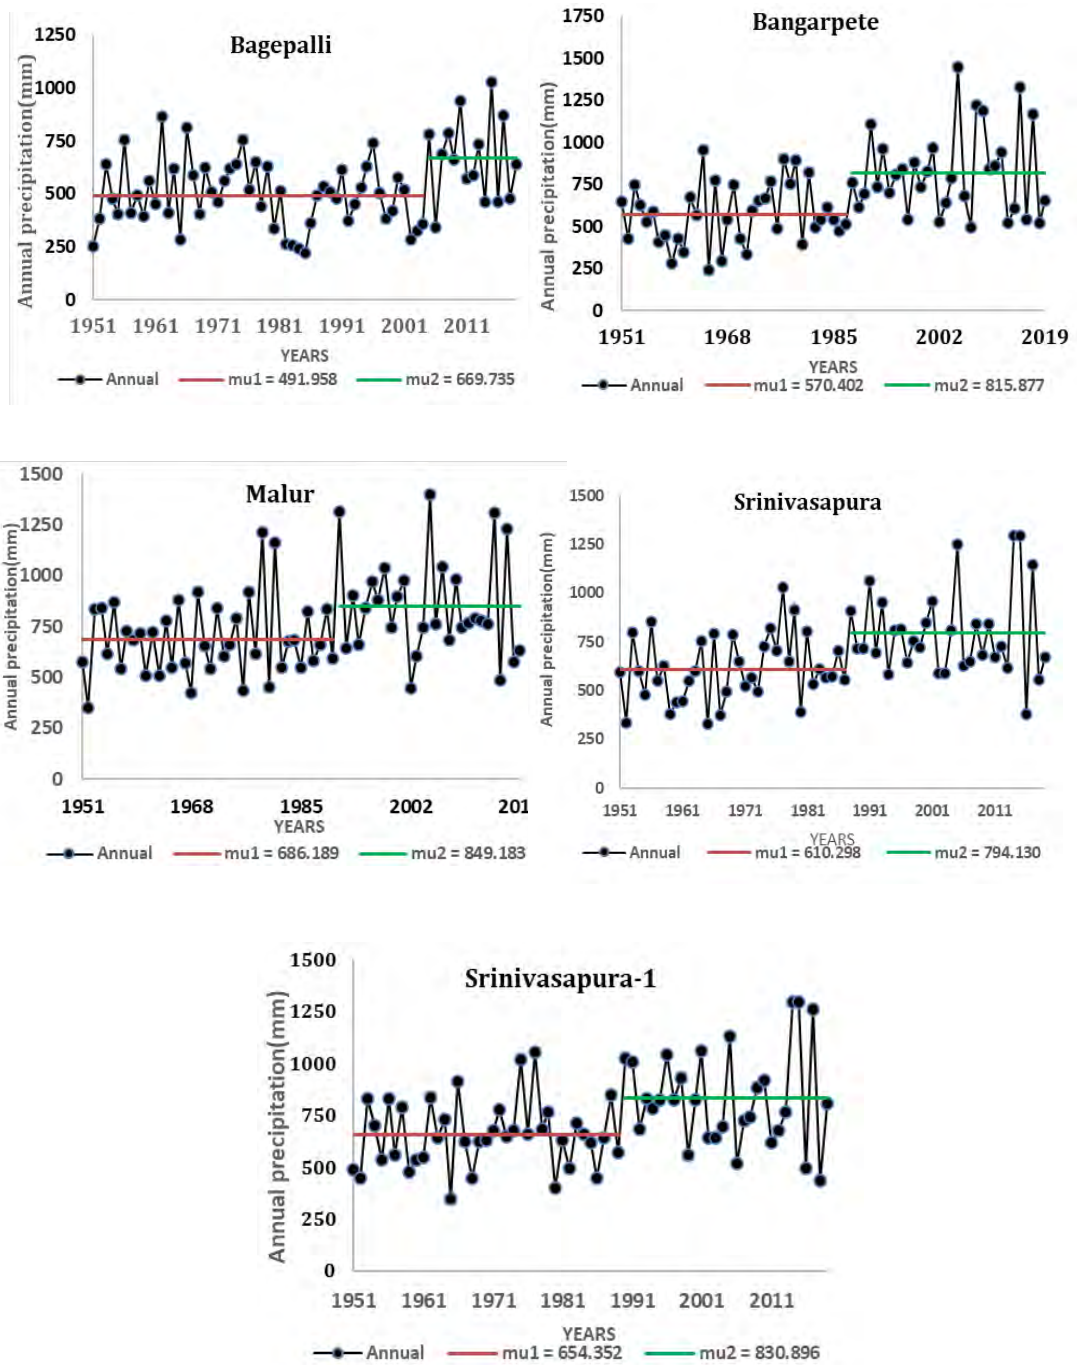 Bagepalli
Annual precipitation(mm)
1250
1000
750
500
250
0
1951 1961 1971 1981 1991 2001 2011
YEARS
Annual mu1 = 491.958 mu2 = 669.735
Bangarpete
Annual precipitation(mm)
1750
1500
1250
1000
750
500
250
0
1951 1968 1985 2002 2019
YEARS
Annual mu1 = 570.402 mu2 = 815.877
Malur
Annual precipitation(mm)
1500
1250
1000
750
500
250
0
1951 1968 1985 2002 201
YEARS
Annual mu1 = 686.189 mu2 = 849.183
Srinivasapura
Annual precipitation(mm)
1500
1250
1000
750
500
250
0
1951 1961 1971 1981 1991 2001 2011
YEARS
Annual mu1 = 610.298 mu2 = 794.130
Srinivasapura-1
Annual precipitation(mm)
1500
1250
1000
750
500
250
0
1951 1961 1971 1981 1991 2001 2011
YEARS
Annual mu1 = 654.352 mu2 = 830.896